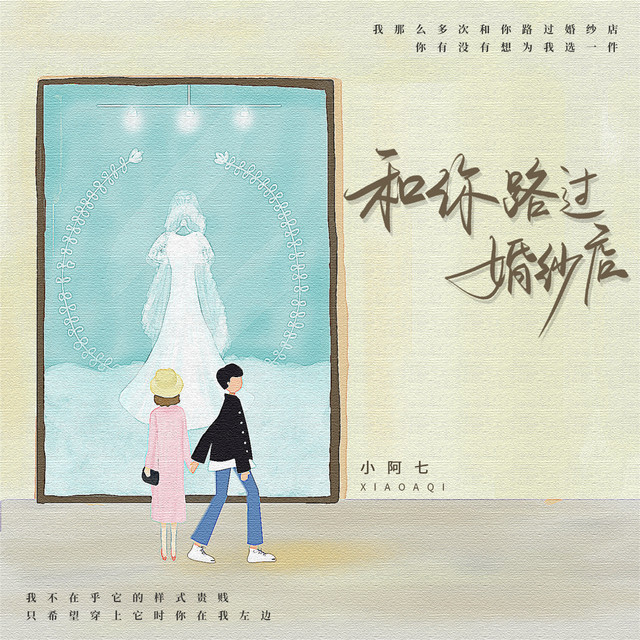 我那么多次和你路过婚纱店
你有没有想为我选一件
和你路过
婚纱店
小阿七
XIAOAQI
我不在乎它的样式贵贱
只希望穿上它时你在我左边